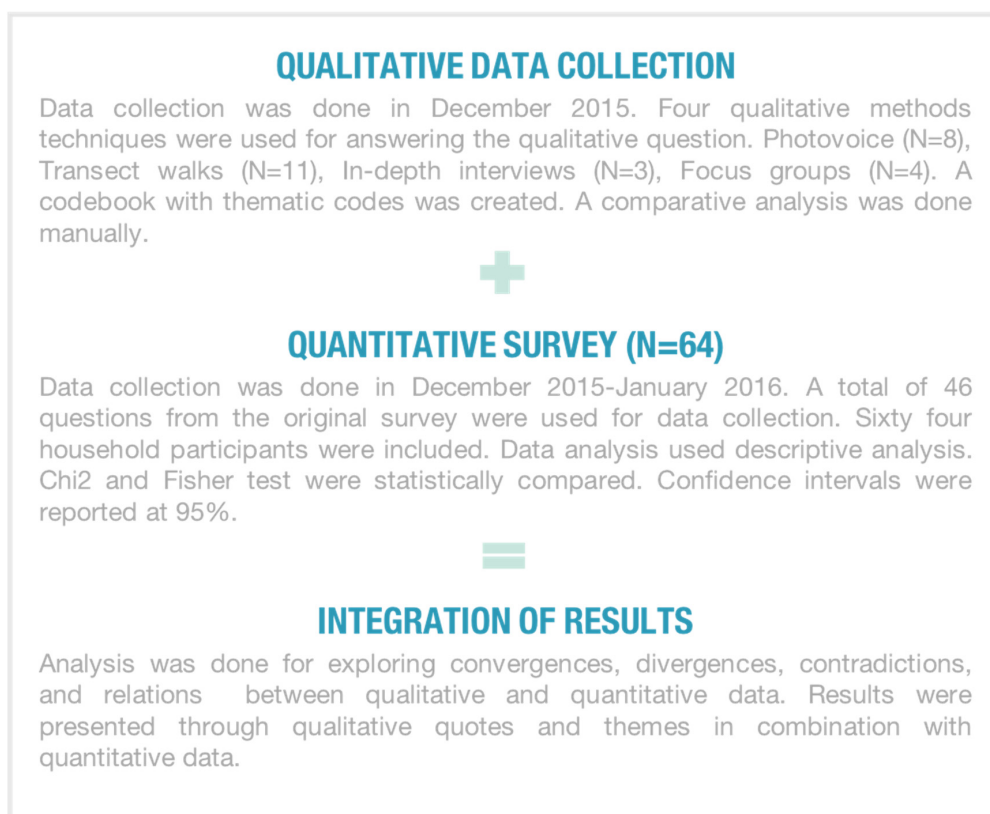 QUALITATIVE DATA COLLECTION
Data collection was done in December 2015. Four qualitative methods
techniques were used for answering the qualitative question. Photovoice (N=8),
Transect walks (N=11), In-depth interviews (N=3), Focus groups (N=4). A
codebook with thematic codes was created. A comparative analysis was done
manually.
QUANTITATIVE SURVEY (N=64)
Data collection was done in December 2015-January 2016. A total of 46
questions from the original survey were used for data collection. Sixty four
household participants were included. Data analysis used descriptive analysis.
Chi2 and Fisher test were statistically compared. Confidence intervals were
reported at 95%.
INTEGRATION OF RESULTS
Analysis was done for exploring convergences, divergences, contradictions,
and relations between qualitative and quantitative data. Results were
presented through qualitative quotes and themes in combination with
quantitative data.